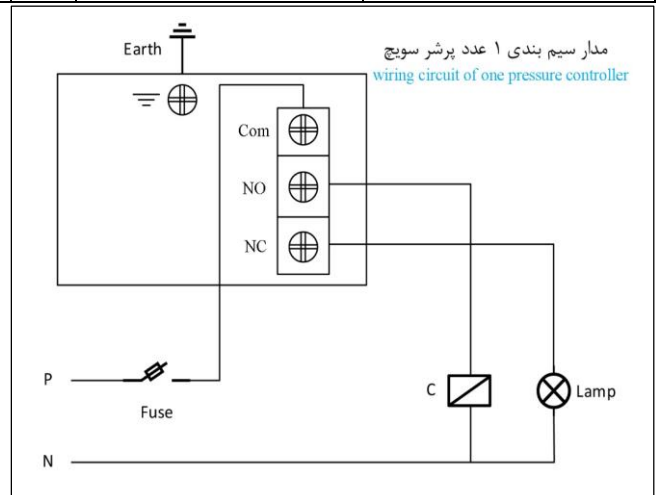 Earth
مدار سیم بندی ۱ عدد پرشر سویچ
wiring circuit of one pressure controller
Com
NO
NC
P
Fuse
C
Lamp
N